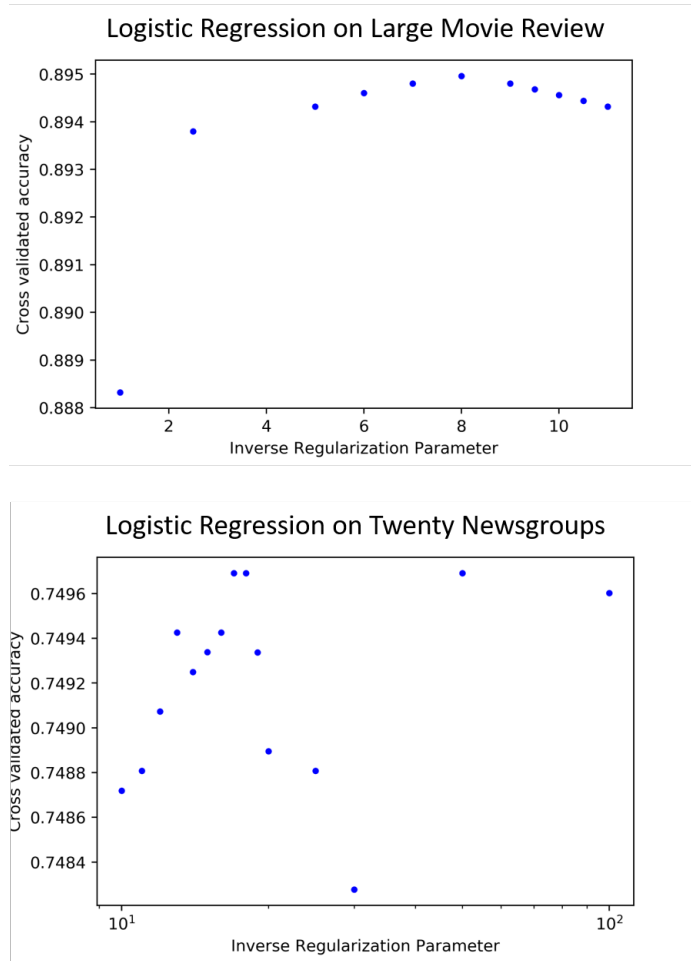 Logistic Regression on Large Movie Review
0.895
0.894
0.893
0.892
0.891
0.890
0.889
0.888
Cross validated accuracy
2 4 6 8 10
Inverse Regularization Parameter
Logistic Regression on Twenty Newsgroups
0.7496
0.7494
0.7492
0.7490
0.7488
0.7486
0.7484
Cross validated accuracy
10¹ 10²
Inverse Regularization Parameter